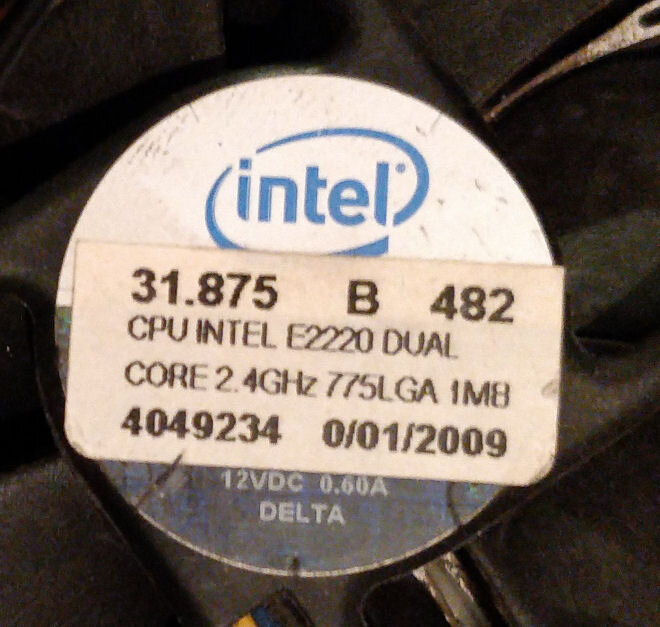 intel
31.875 B 482
CPU INTEL E2220 DUAL
CORE 2.4GHz 775LGA 1MB
4049234 0/01/2009
12VDC 0.60A
DELTA